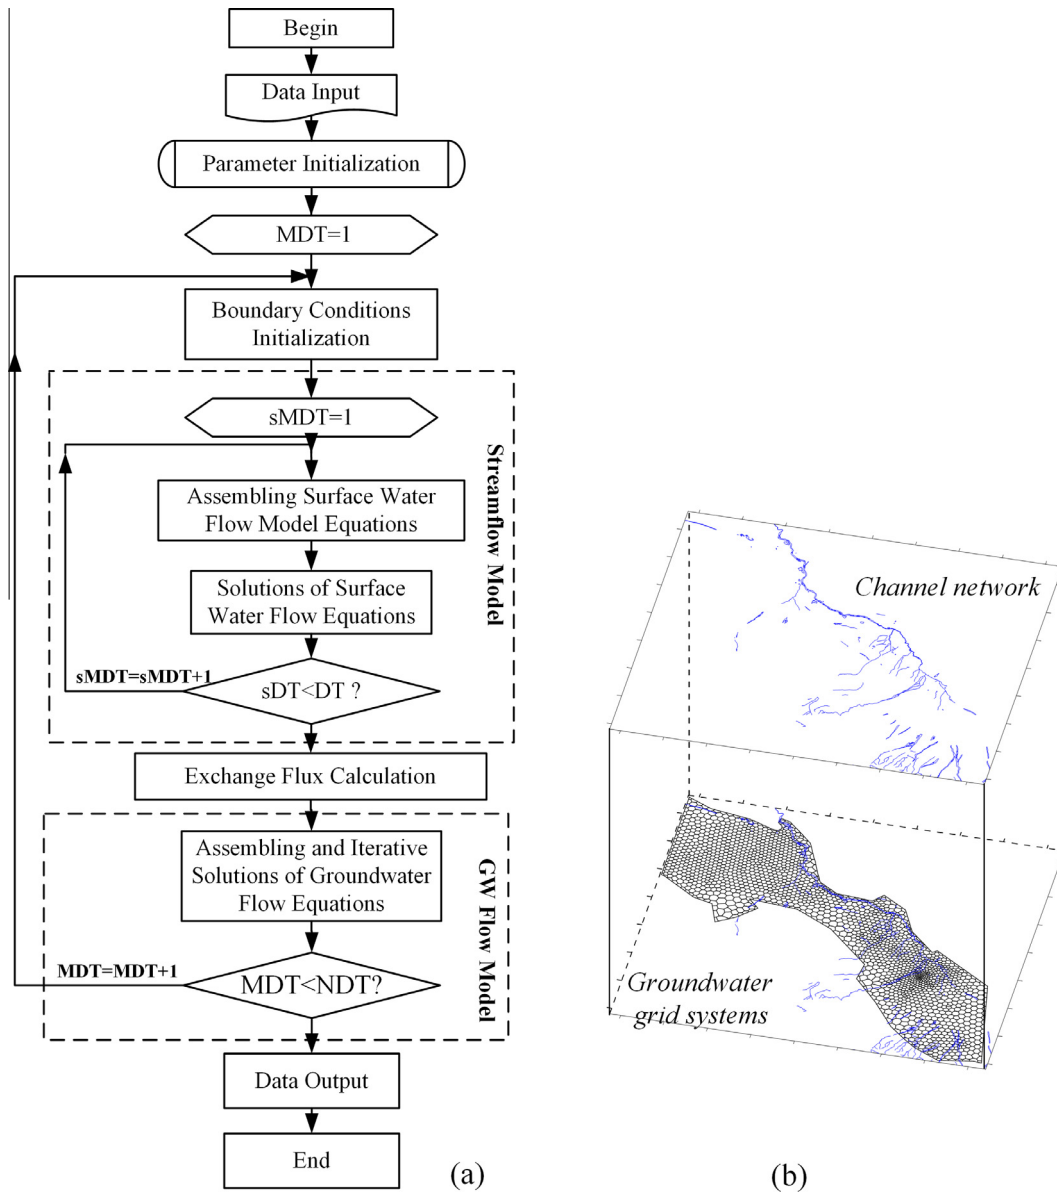 Begin
Data Input
Parameter Initialization
MDT=1
Boundary Conditions
Initialization
sMDT=1
Assembling Surface Water
Flow Model Equations
Solutions of Surface
Water Flow Equations
sMDT=sMDT+1
sDT<DT ?
Streamflow Model
Exchange Flux Calculation
Assembling and Iterative
Solutions of Groundwater
Flow Equations
MDT=MDT+1
MDT<NDT?
GW Flow Model
Data Output
End
(a)
Channel network
Groundwater
grid systems
(b)